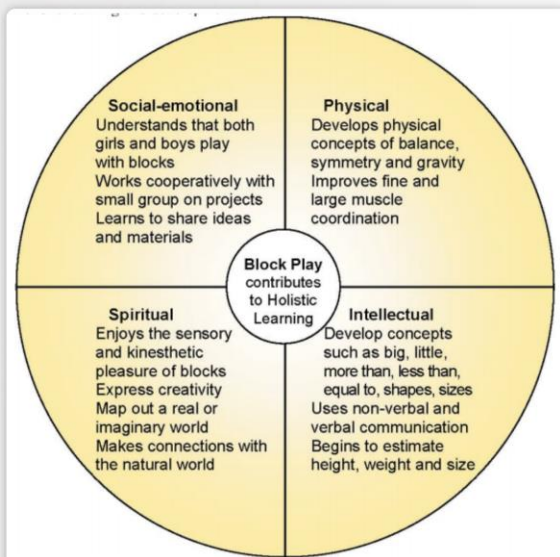 Social-emotional
Understands that both
girls and boys play
with blocks
Works cooperatively with
small group on projects
Learns to share ideas
and materials
Physical
Develops physical
concepts of balance,
symmetry and gravity
Improves fine and
large muscle
coordination
Block Play
contributes
to Holistic
Learning
Spiritual
Enjoys the sensory
and kinesthetic
pleasure of blocks
Express creativity
Map out a real or
imaginary world
Makes connections with
the natural world
Intellectual
Develop concepts
such as big, little,
more than, less than,
equal to, shapes, sizes
Uses non-verbal and
verbal communication
Begins to estimate
height, weight and size